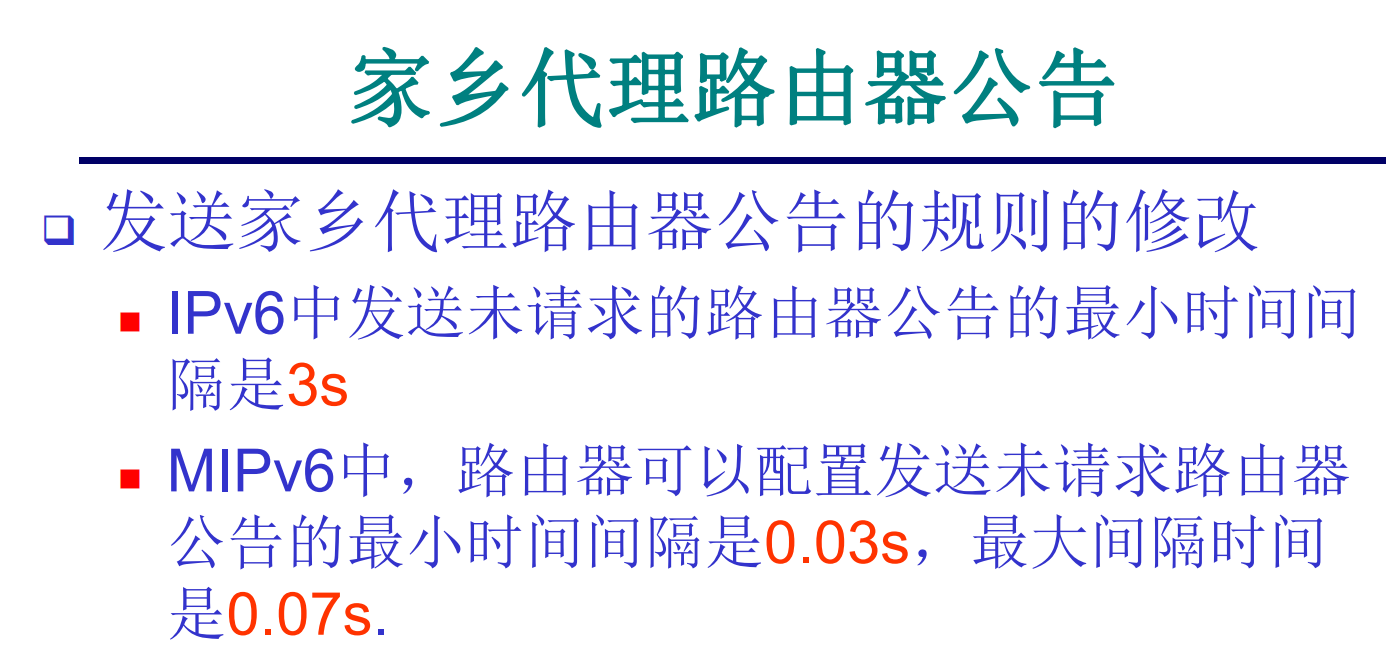 家乡代理路由器公告
发送家乡代理路由器公告的规则的修改
IPv6中发送未请求的路由器公告的最小时间间
隔是3s
MIPv6中，路由器可以配置发送未请求路由器
公告的最小时间间隔是0.03s，最大间隔时间
是0.07s.